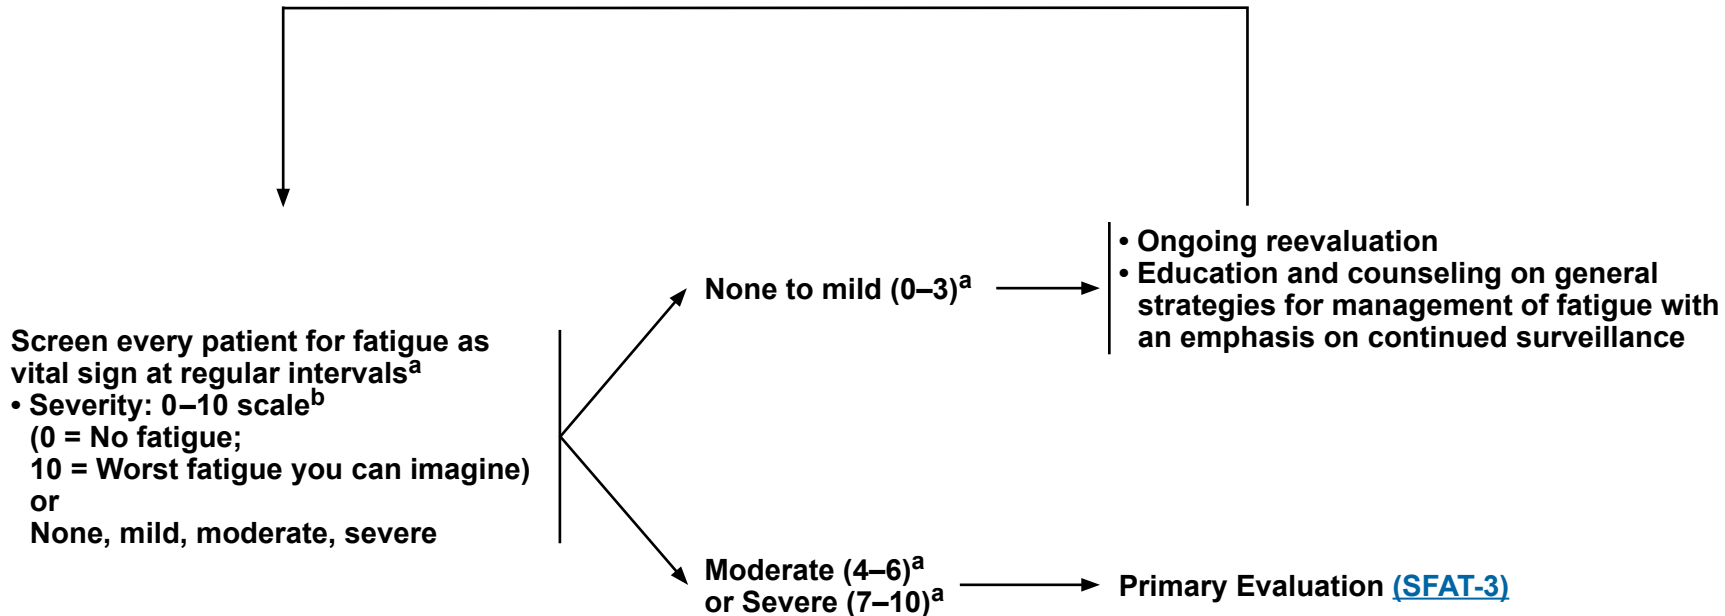 Screen every patient for fatigue as
vital sign at regular intervalsᵃ
• Severity: 0–10 scaleᵇ
(0 = No fatigue;
10 = Worst fatigue you can imagine)
or
None, mild, moderate, severe
None to mild (0–3)ᵃ
• Ongoing reevaluation
• Education and counseling on general
strategies for management of fatigue with
an emphasis on continued surveillance
Moderate (4–6)ᵃ
or Severe (7–10)ᵃ
Primary Evaluation (SFAT-3)